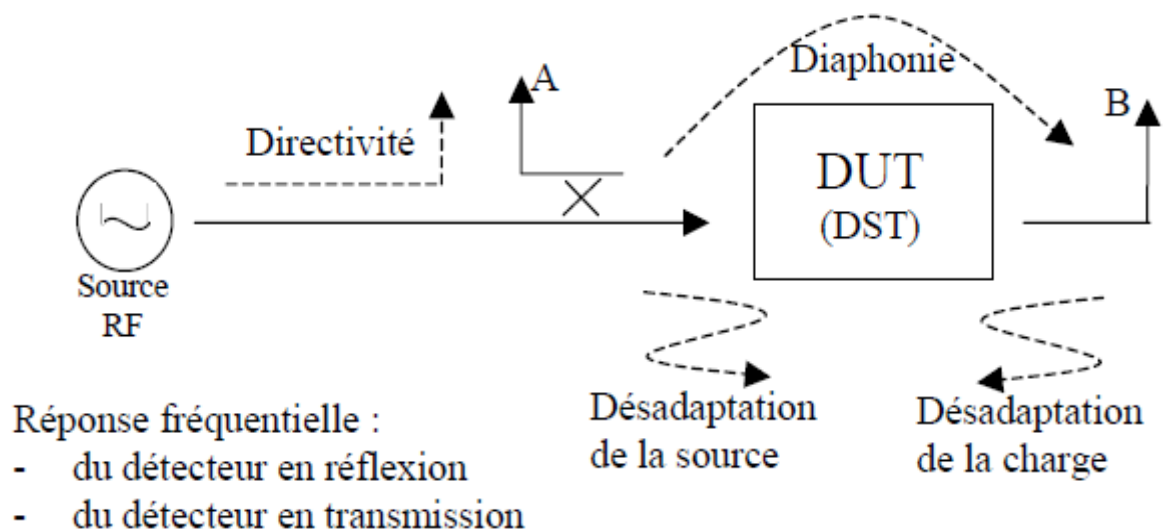 Diaphonie
A
B
Directivité
DUT
(DST)
Source
RF
Désadaptation
de la source
Désadaptation
de la charge
Réponse fréquentielle :
- du détecteur en réflexion
- du détecteur en transmission